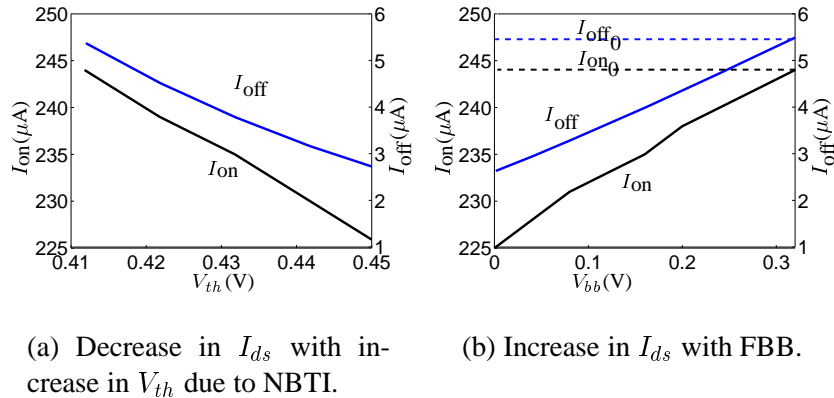 250
245
240
235
230
225
I_on(μA)
6
5
4
3
2
1
I_off(μA)
I_off
I_on
0.41 0.42 0.43 0.44 0.45
V_th(V)
250
245
240
235
230
225
I_on(μA)
6
5
4
3
2
1
I_off(μA)
I_off_0
I_on_0
I_off
I_on
0 0.1 0.2 0.3
V_bb(V)
(a) Decrease in I_ds with in-
crease in V_th due to NBTI.
(b) Increase in I_ds with FBB.